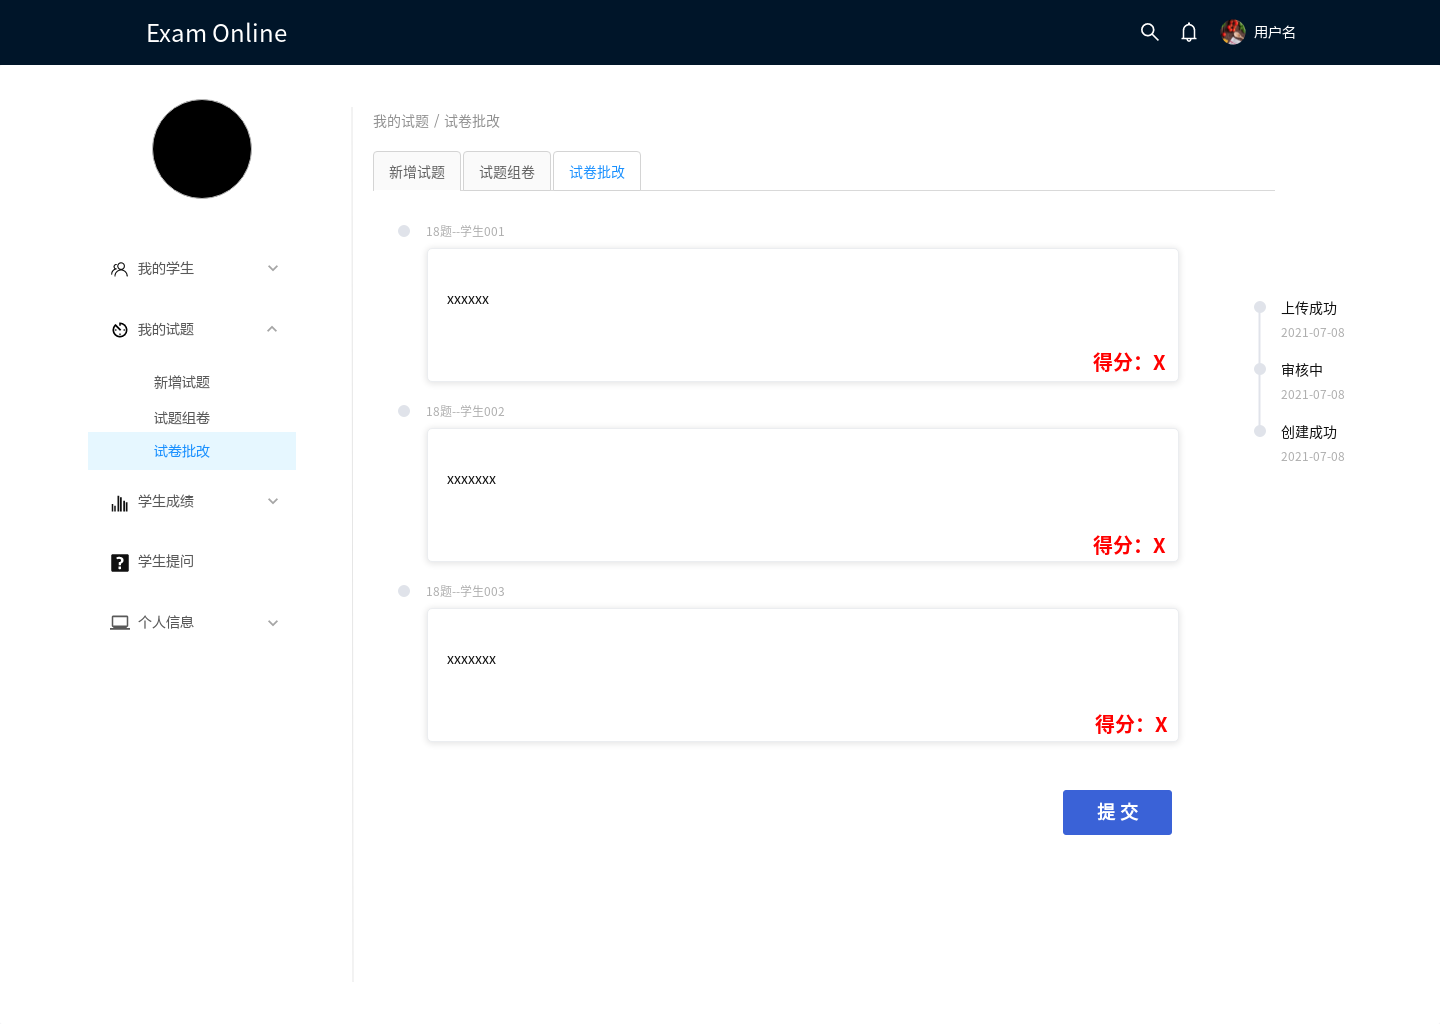 Exam Online
用户名
我的学生
我的试题
新增试题
试题组卷
试卷批改
学生成绩
学生提问
个人信息
我的试题 / 试卷批改
新增试题 试题组卷 试卷批改
18题--学生001
xxxxxx
得分：X
18题--学生002
xxxxxxx
得分：X
18题--学生003
xxxxxxx
得分：X
提 交
上传成功
2021-07-08
审核中
2021-07-08
创建成功
2021-07-08